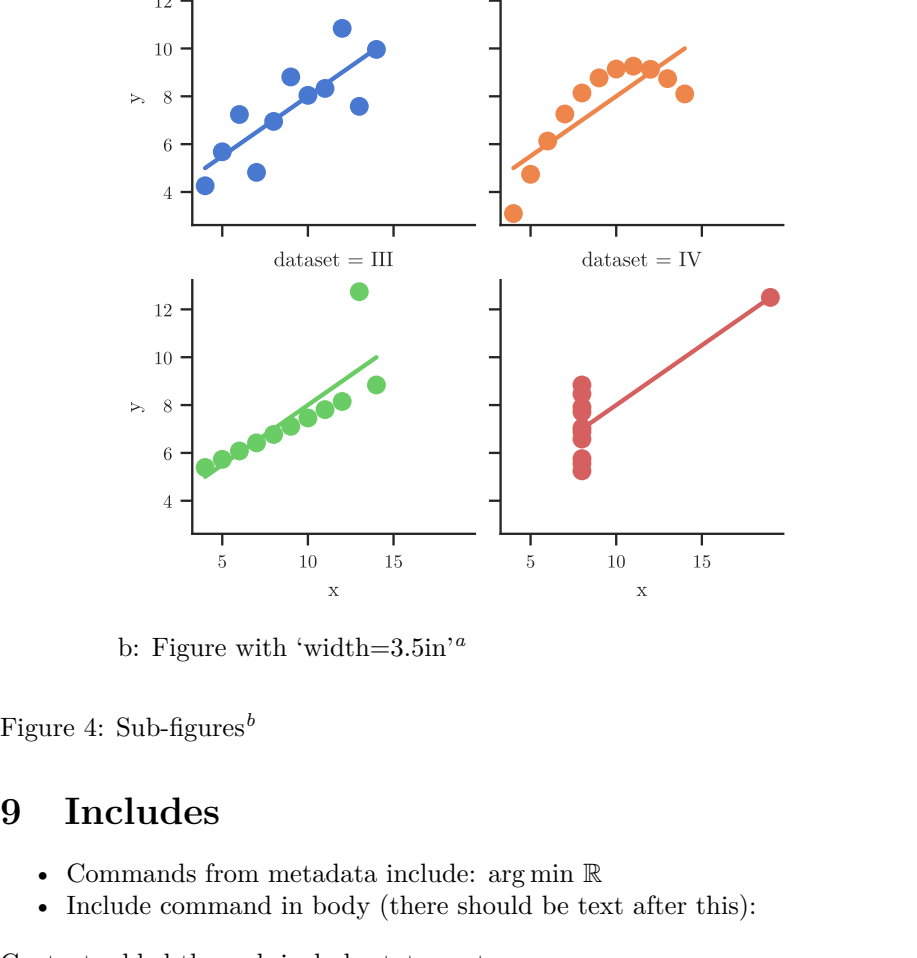 12
10
8
6
4
y
dataset = III
dataset = IV
12
10
8
6
4
y
5 10 15
5 10 15
x
x
b: Figure with ‘width=3.5in’a
Figure 4: Sub-figuresb
9 Includes
• Commands from metadata include: arg min ℝ
• Include command in body (there should be text after this):